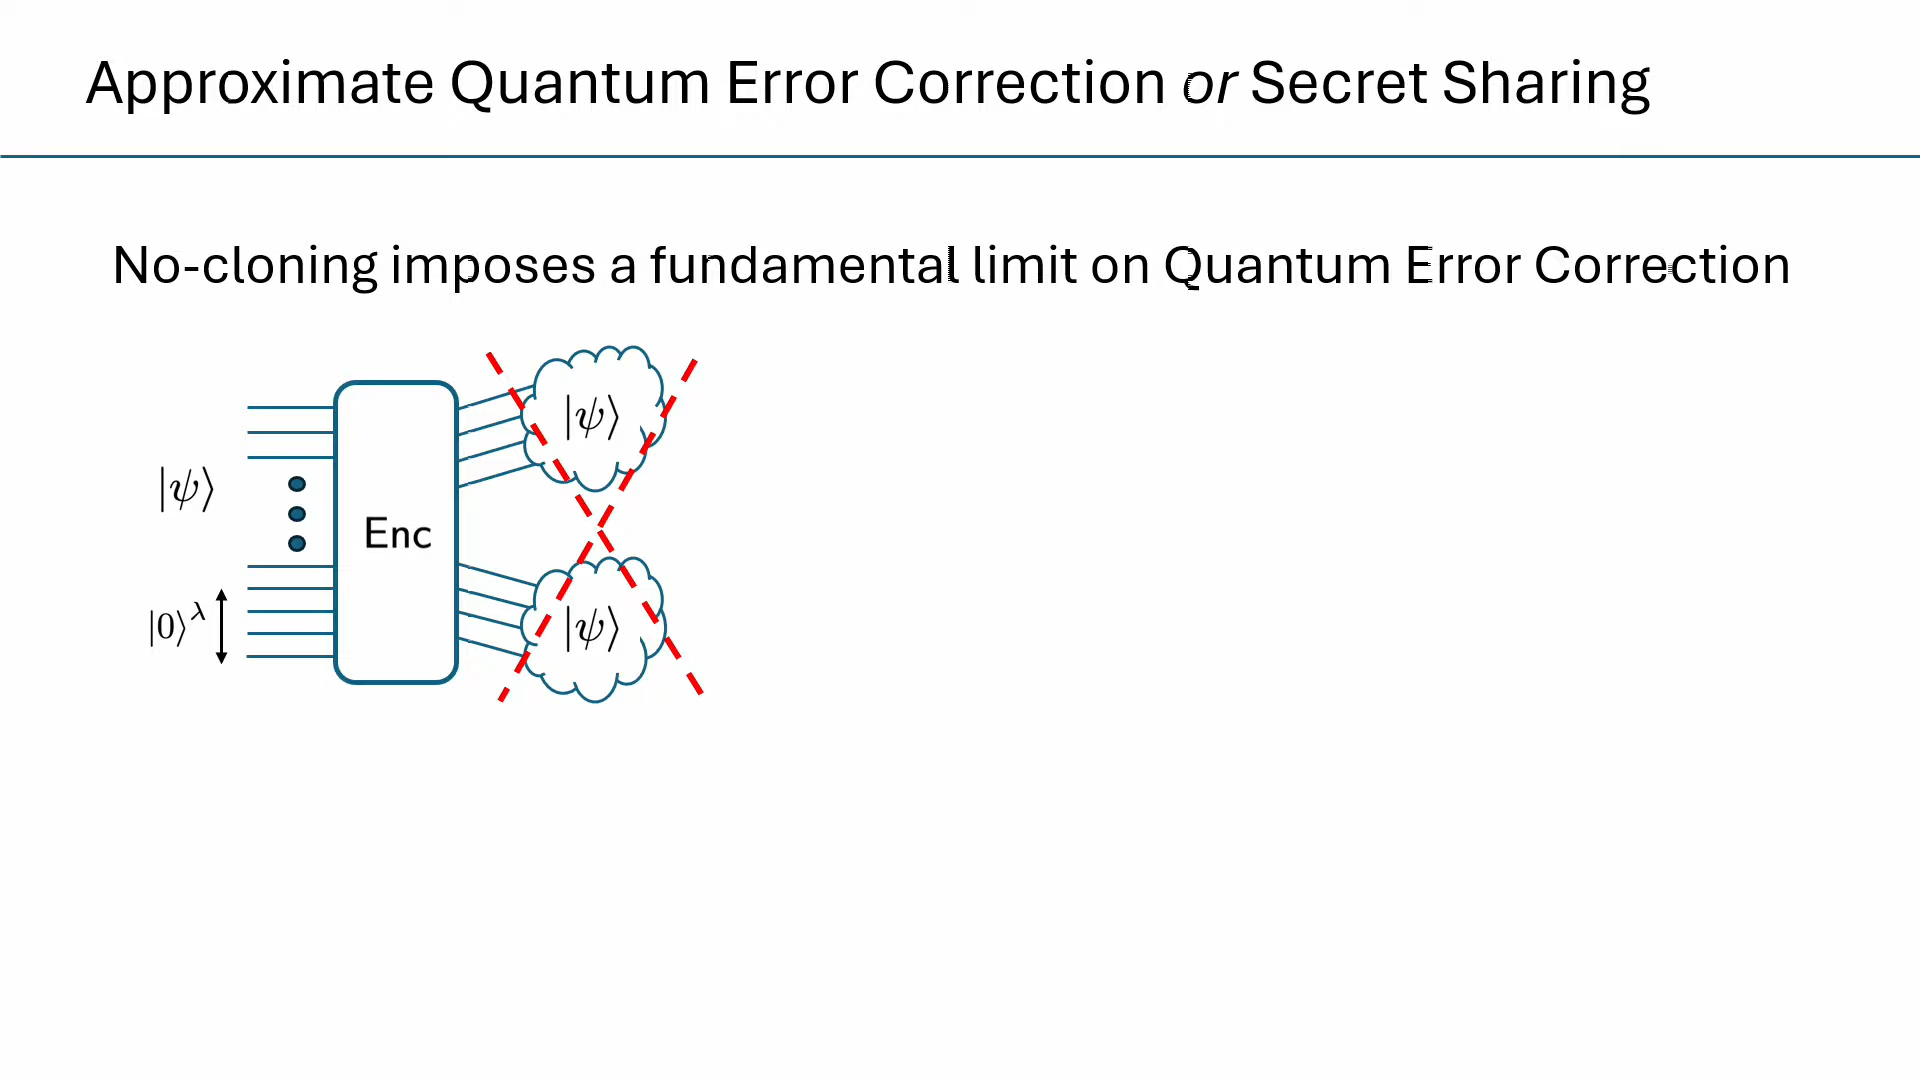 Approximate Quantum Error Correction or Secret Sharing
No-cloning imposes a fundamental limit on Quantum Error Correction
|ψ⟩
|ψ⟩
Enc
|0⟩^λ
|ψ⟩